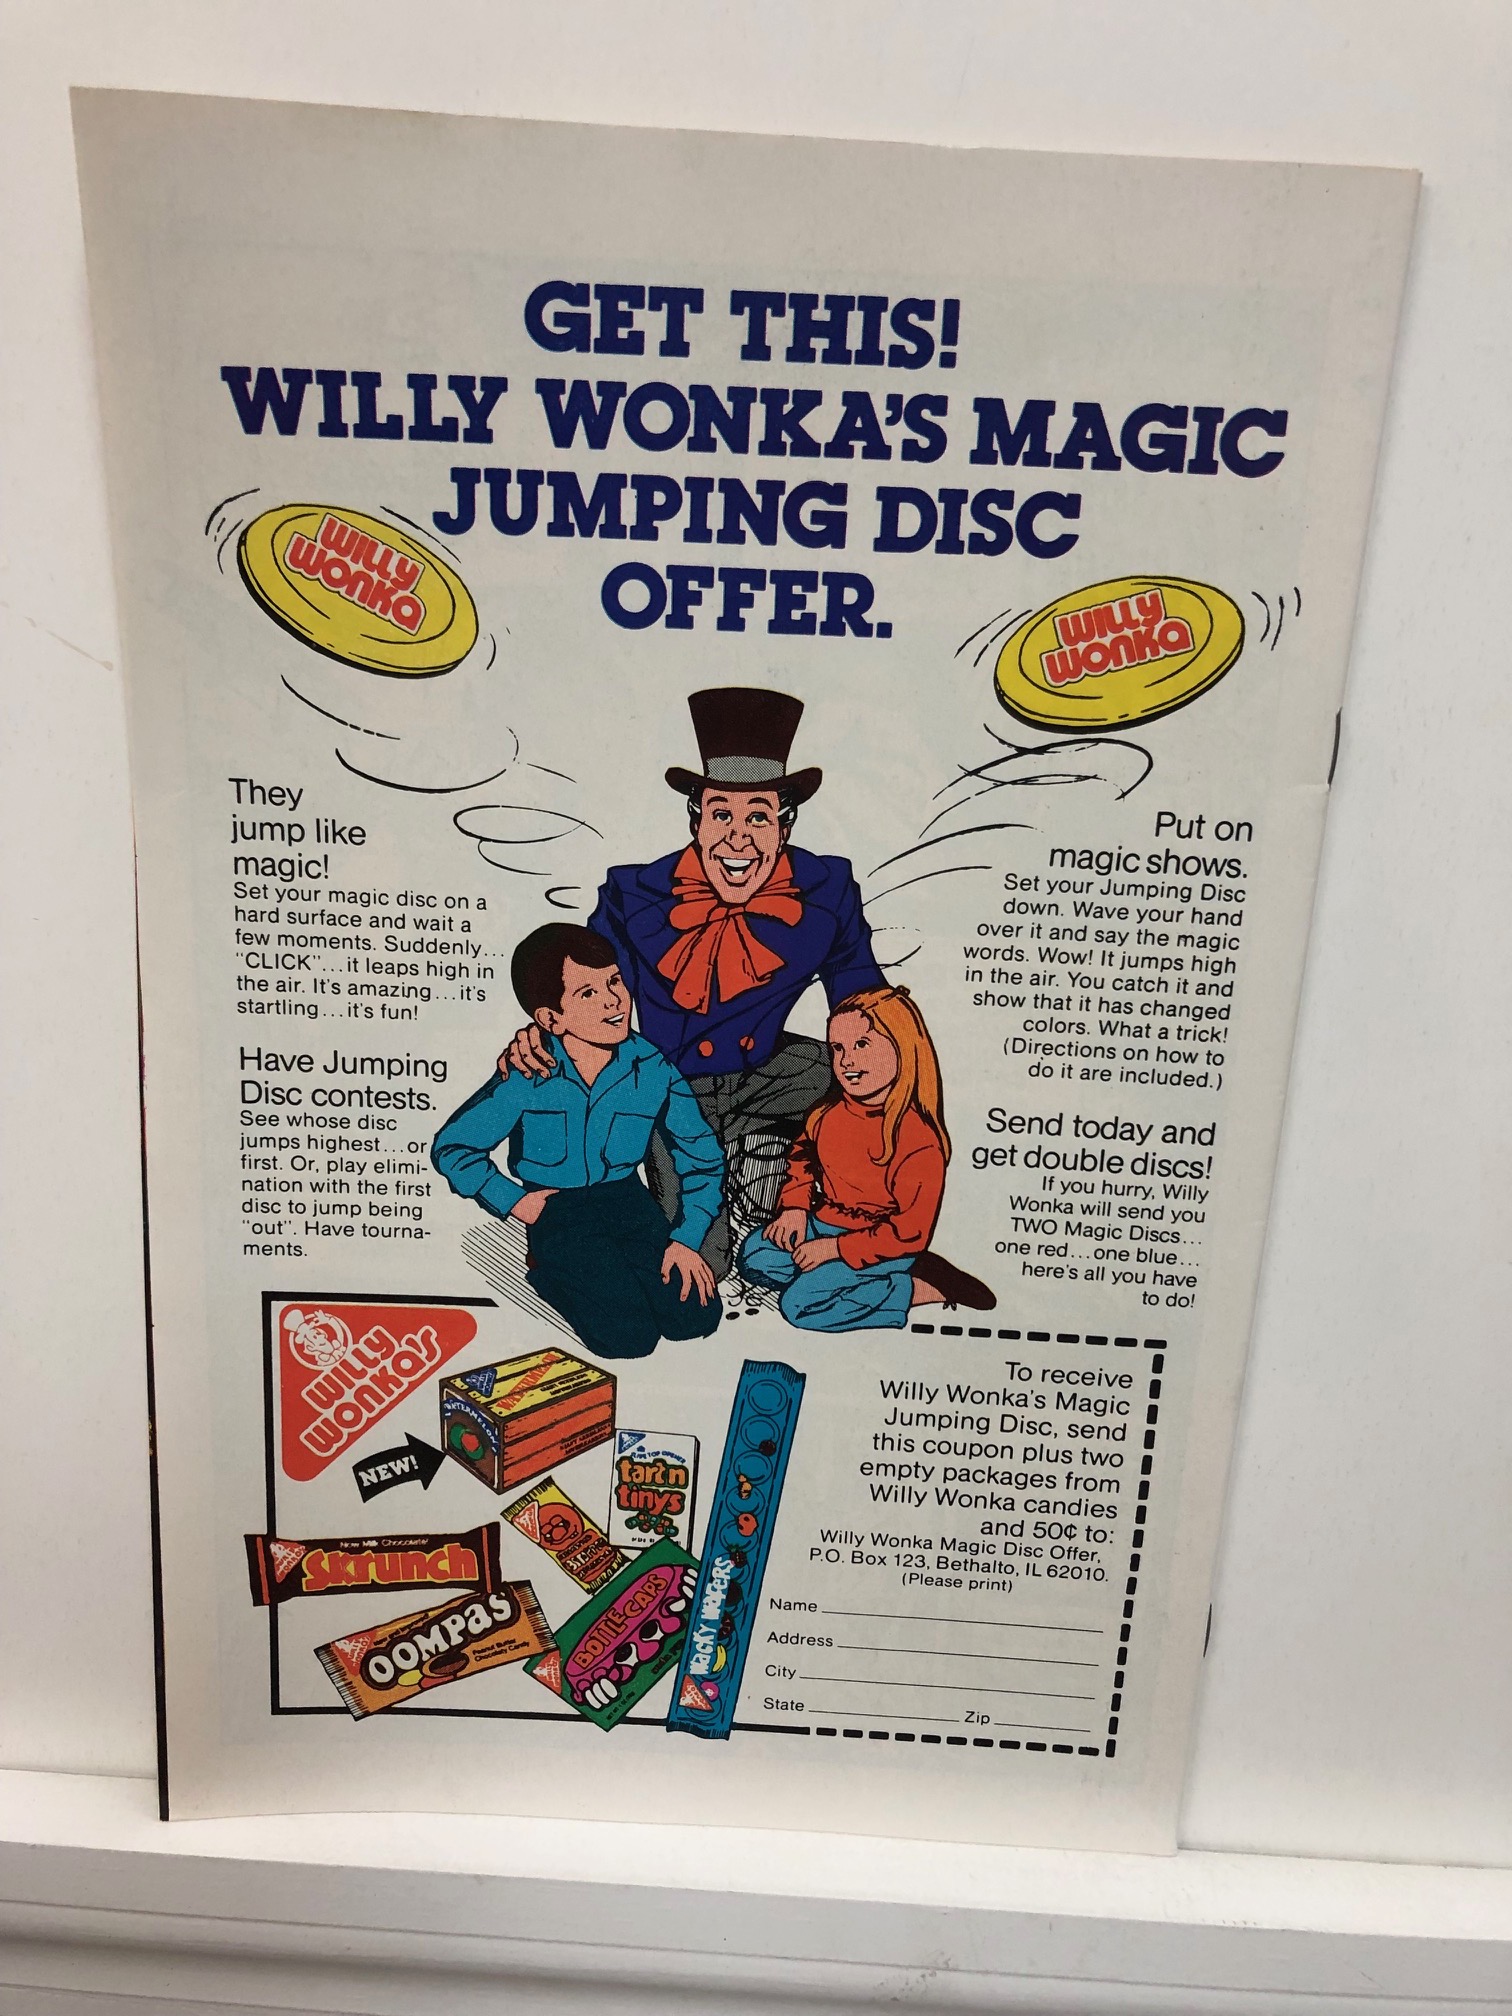 GET THIS!
WILLY WONKA'S MAGIC
JUMPING DISC
OFFER.
WILLY
WONKA
WILLY
WONKA
They
jump like
magic!
Set your magic disc on a
hard surface and wait a
few moments. Suddenly...
"CLICK"...it leaps high in
the air. It's amazing...it's
startling...it's fun!
Have Jumping
Disc contests.
See whose disc
jumps highest...or
first. Or, play elimi-
nation with the first
disc to jump being
"out". Have tourna-
ments.
Put on
magic shows.
Set your Jumping Disc
down. Wave your hand
over it and say the magic
words. Wow! It jumps high
in the air. You catch it and
show that it has changed
colors. What a trick!
(Directions on how to
do it are included.)
Send today and
get double discs!
If you hurry, Willy
Wonka will send you
TWO Magic Discs...
one red...one blue...
here's all you have
to do!
WILLY
WONKA'S
NEW!
WATERMELON
tart n
tinys
Skrunch
OOMPAS
Peanut Butter
Chocolaty Candy
BOTTLE CAPS
WACKY WAFERS
To receive
Willy Wonka's Magic
Jumping Disc, send
this coupon plus two
empty packages from
Willy Wonka candies
and 50¢ to:
Willy Wonka Magic Disc Offer,
P.O. Box 123, Bethalto, IL 62010.
(Please print)
Name
Address
City
State Zip